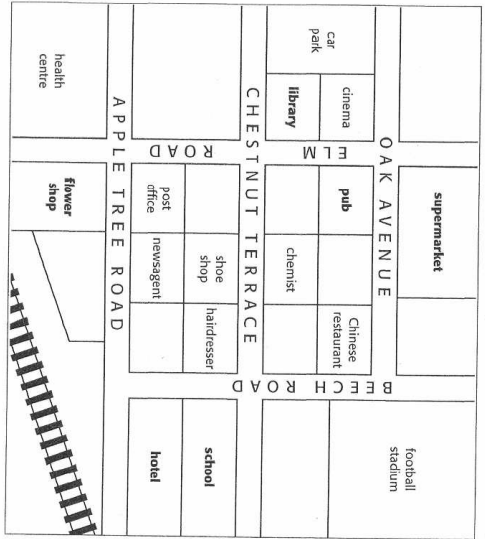 supermarket
football
stadium
OAK AVENUE
car
park
cinema
pub
Chinese
restaurant
library
chemist
ELM ROAD
BEECH ROAD
CHESTNUT TERRACE
shoe
shop
hairdresser
school
post
office
newsagent
hotel
APPLE TREE ROAD
health
centre
flower
shop